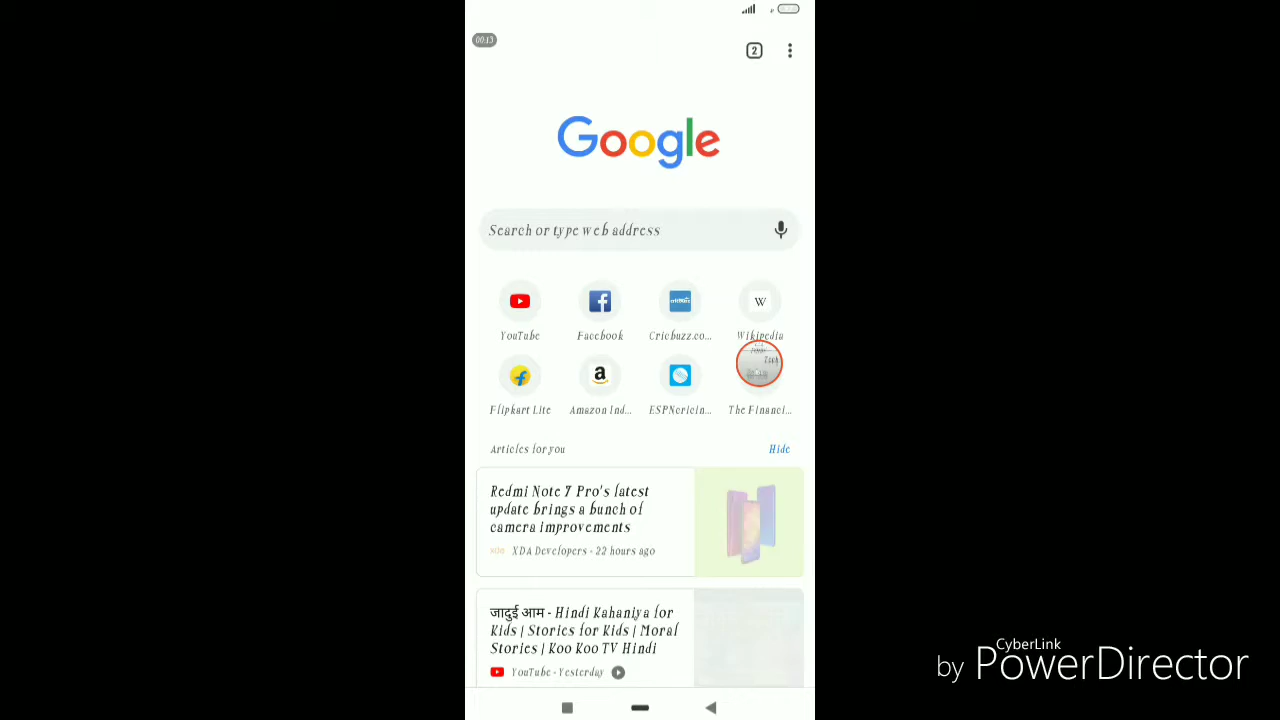 00:13
2
Google
Search or type web address
YouTube
Facebook
Cricbuzz.co...
W
Wikipedia
Flipkart Lite
Amazon Ind...
ESPNcricin...
The Financi...
Articles for you
Hide
Redmi Note 7 Pro's latest
update brings a bunch of
camera improvements
xda XDA Developers - 22 hours ago
जादुई आम - Hindi Kahaniya for
Kids | Stories for Kids | Moral
Stories | Koo Koo TV Hindi
YouTube - Yesterday
CyberLink
by PowerDirector